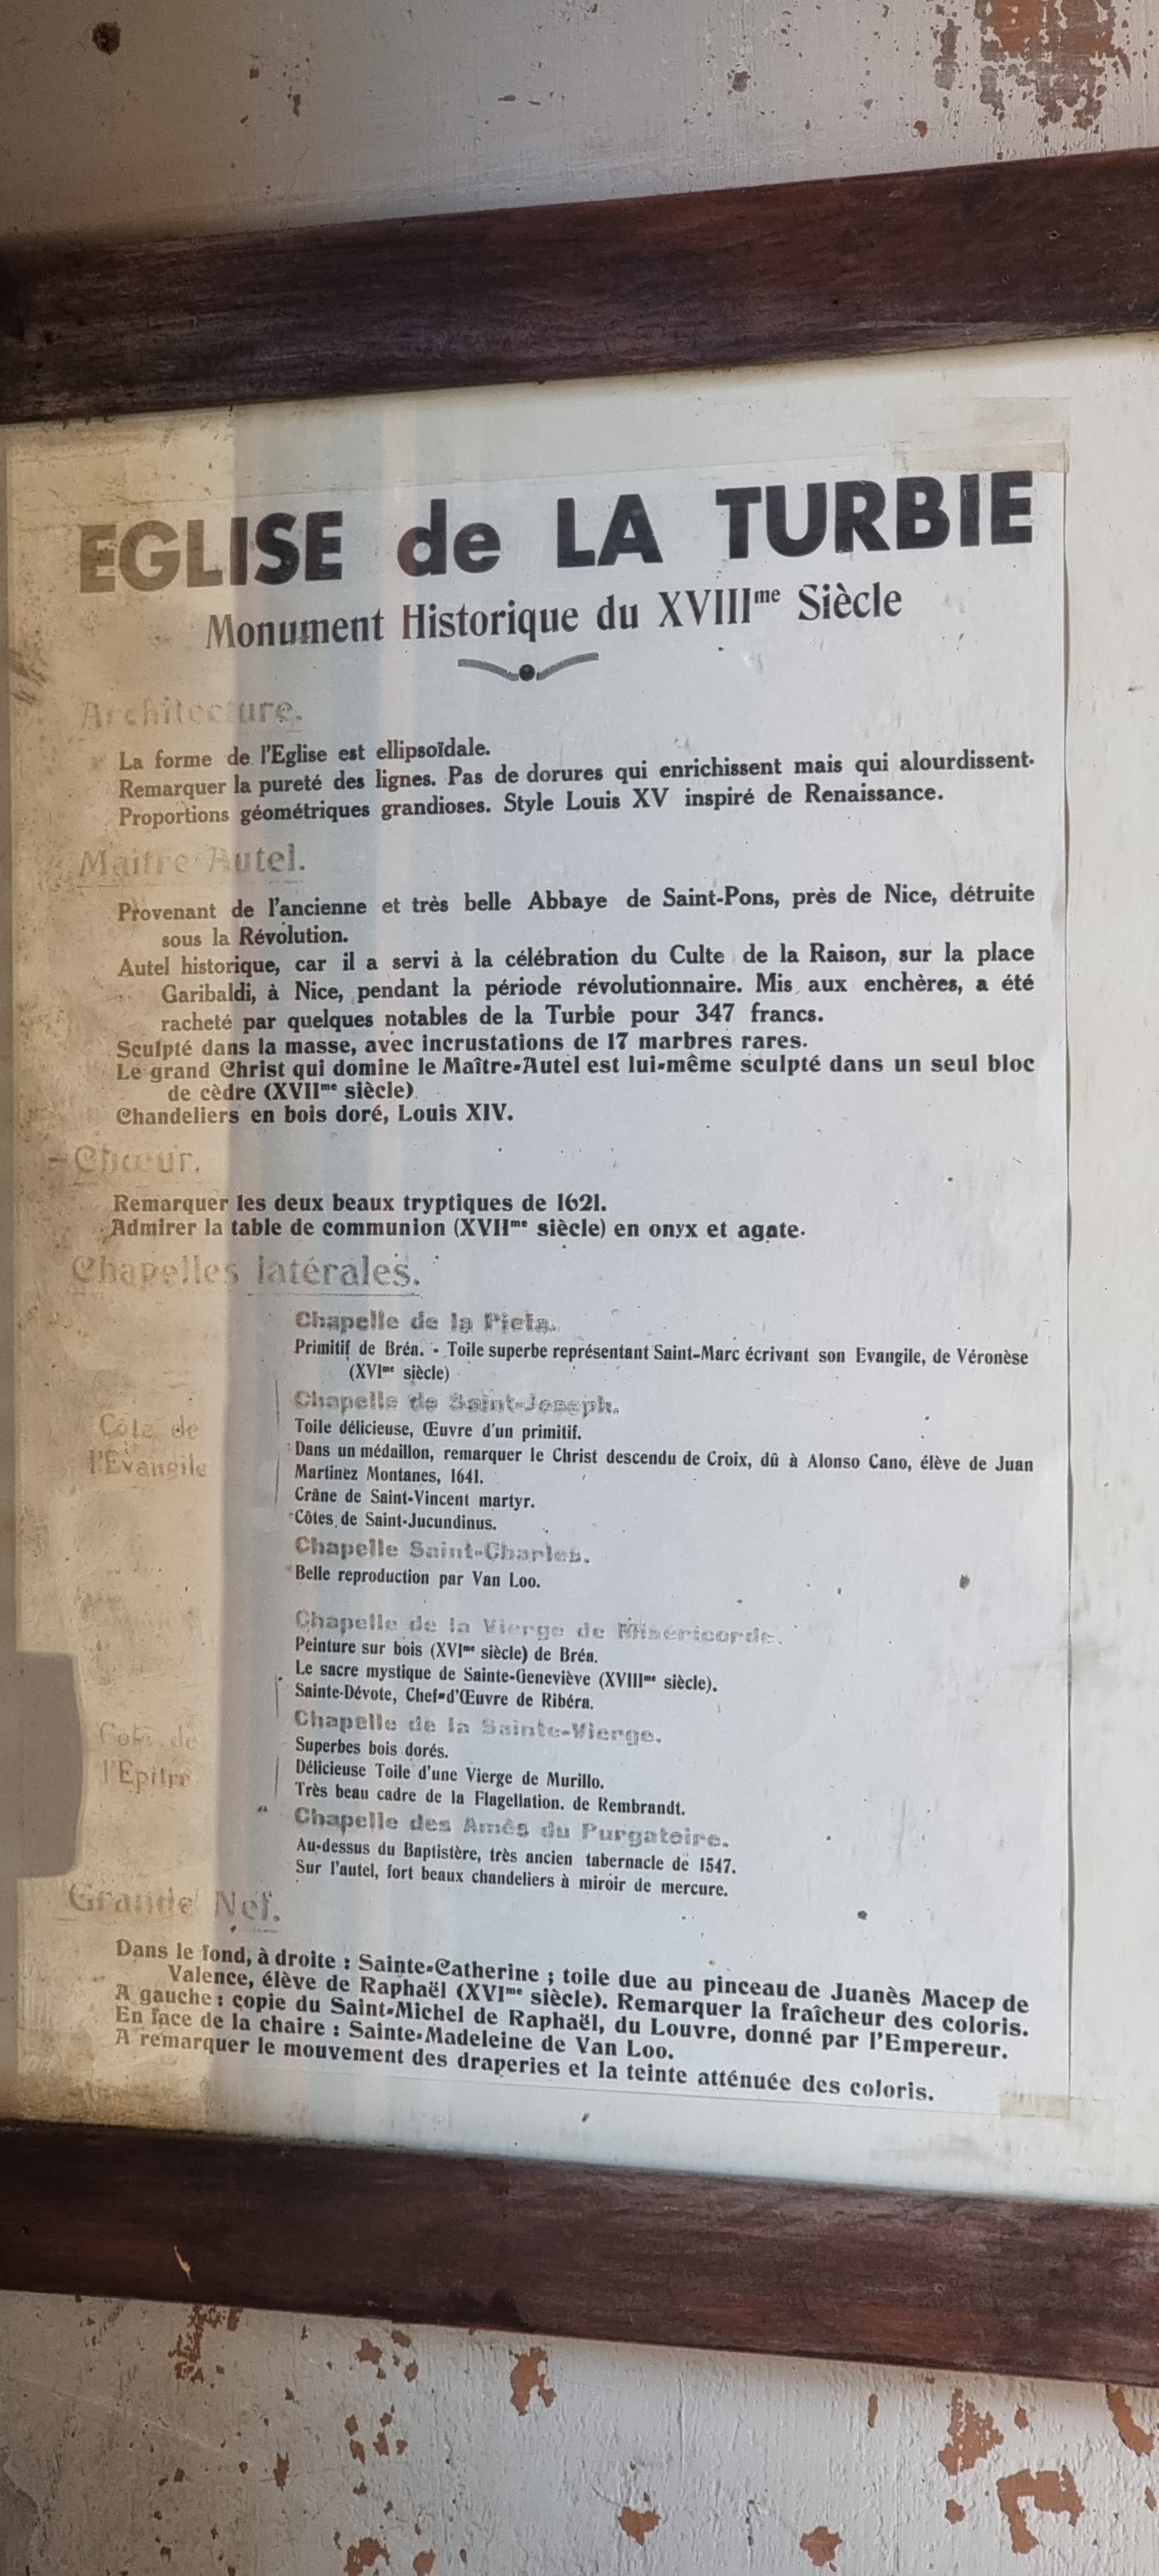 EGLISE de LA TURBIE
Monument Historique du XVIIIme Siècle
Architecture.
La forme de l'Eglise est ellipsoïdale.
Remarquer la pureté des lignes. Pas de dorures qui enrichissent mais qui alourdissent.
Proportions géométriques grandioses. Style Louis XV inspiré de Renaissance.
Maître-Autel.
Provenant de l'ancienne et très belle Abbaye de Saint-Pons, près de Nice, détruite
sous la Révolution.
Autel historique, car il a servi à la célébration du Culte de la Raison, sur la place
Garibaldi, à Nice, pendant la période révolutionnaire. Mis aux enchères, a été
racheté par quelques notables de la Turbie pour 347 francs.
Sculpté dans la masse, avec incrustations de 17 marbres rares.
Le grand Christ qui domine le Maître-Autel est lui-même sculpté dans un seul bloc
de cèdre (XVIIme siècle)
Chandeliers en bois doré, Louis XIV.
Chœur.
Remarquer les deux beaux tryptiques de 1621.
Admirer la table de communion (XVIIme siècle) en onyx et agate.
Chapelles latérales.
Côté de
l'Évangile
Chapelle de la Pieta.
Primitif de Bréa. - Toile superbe représentant Saint-Marc écrivant son Evangile, de Véronèse
(XVIme siècle)
Chapelle de Saint-Joseph.
Toile délicieuse, Œuvre d'un primitif.
Dans un médaillon, remarquer le Christ descendu de Croix, dû à Alonso Cano, élève de Juan
Martinez Montanes, 1641.
Crâne de Saint-Vincent martyr.
Côtes de Saint-Jucundinus.
Chapelle Saint-Charles.
Belle reproduction par Van Loo.
Coté de
l'Epitre
Chapelle de la Vierge de Miséricorde.
Peinture sur bois (XVIme siècle) de Bréa.
Le sacre mystique de Sainte-Geneviève (XVIIIme siècle).
Sainte-Dévote, Chef-d'Œuvre de Ribéra.
Chapelle de la Sainte-Vierge.
Superbes bois dorés.
Délicieuse Toile d'une Vierge de Murillo.
Très beau cadre de la Flagellation, de Rembrandt.
Chapelle des Amés du Purgatoire.
Au-dessus du Baptistère, très ancien tabernacle de 1547.
Sur l'autel, fort beaux chandeliers à miroir de mercure.
Grande Nef.
Dans le fond, à droite : Sainte-Catherine ; toile due au pinceau de Juanès Macep de
Valence, élève de Raphaël (XVIme siècle). Remarquer la fraîcheur des coloris.
A gauche : copie du Saint-Michel de Raphaël, du Louvre, donné par l'Empereur.
En face de la chaire : Sainte-Madeleine de Van Loo.
A remarquer le mouvement des draperies et la teinte atténuée des coloris.